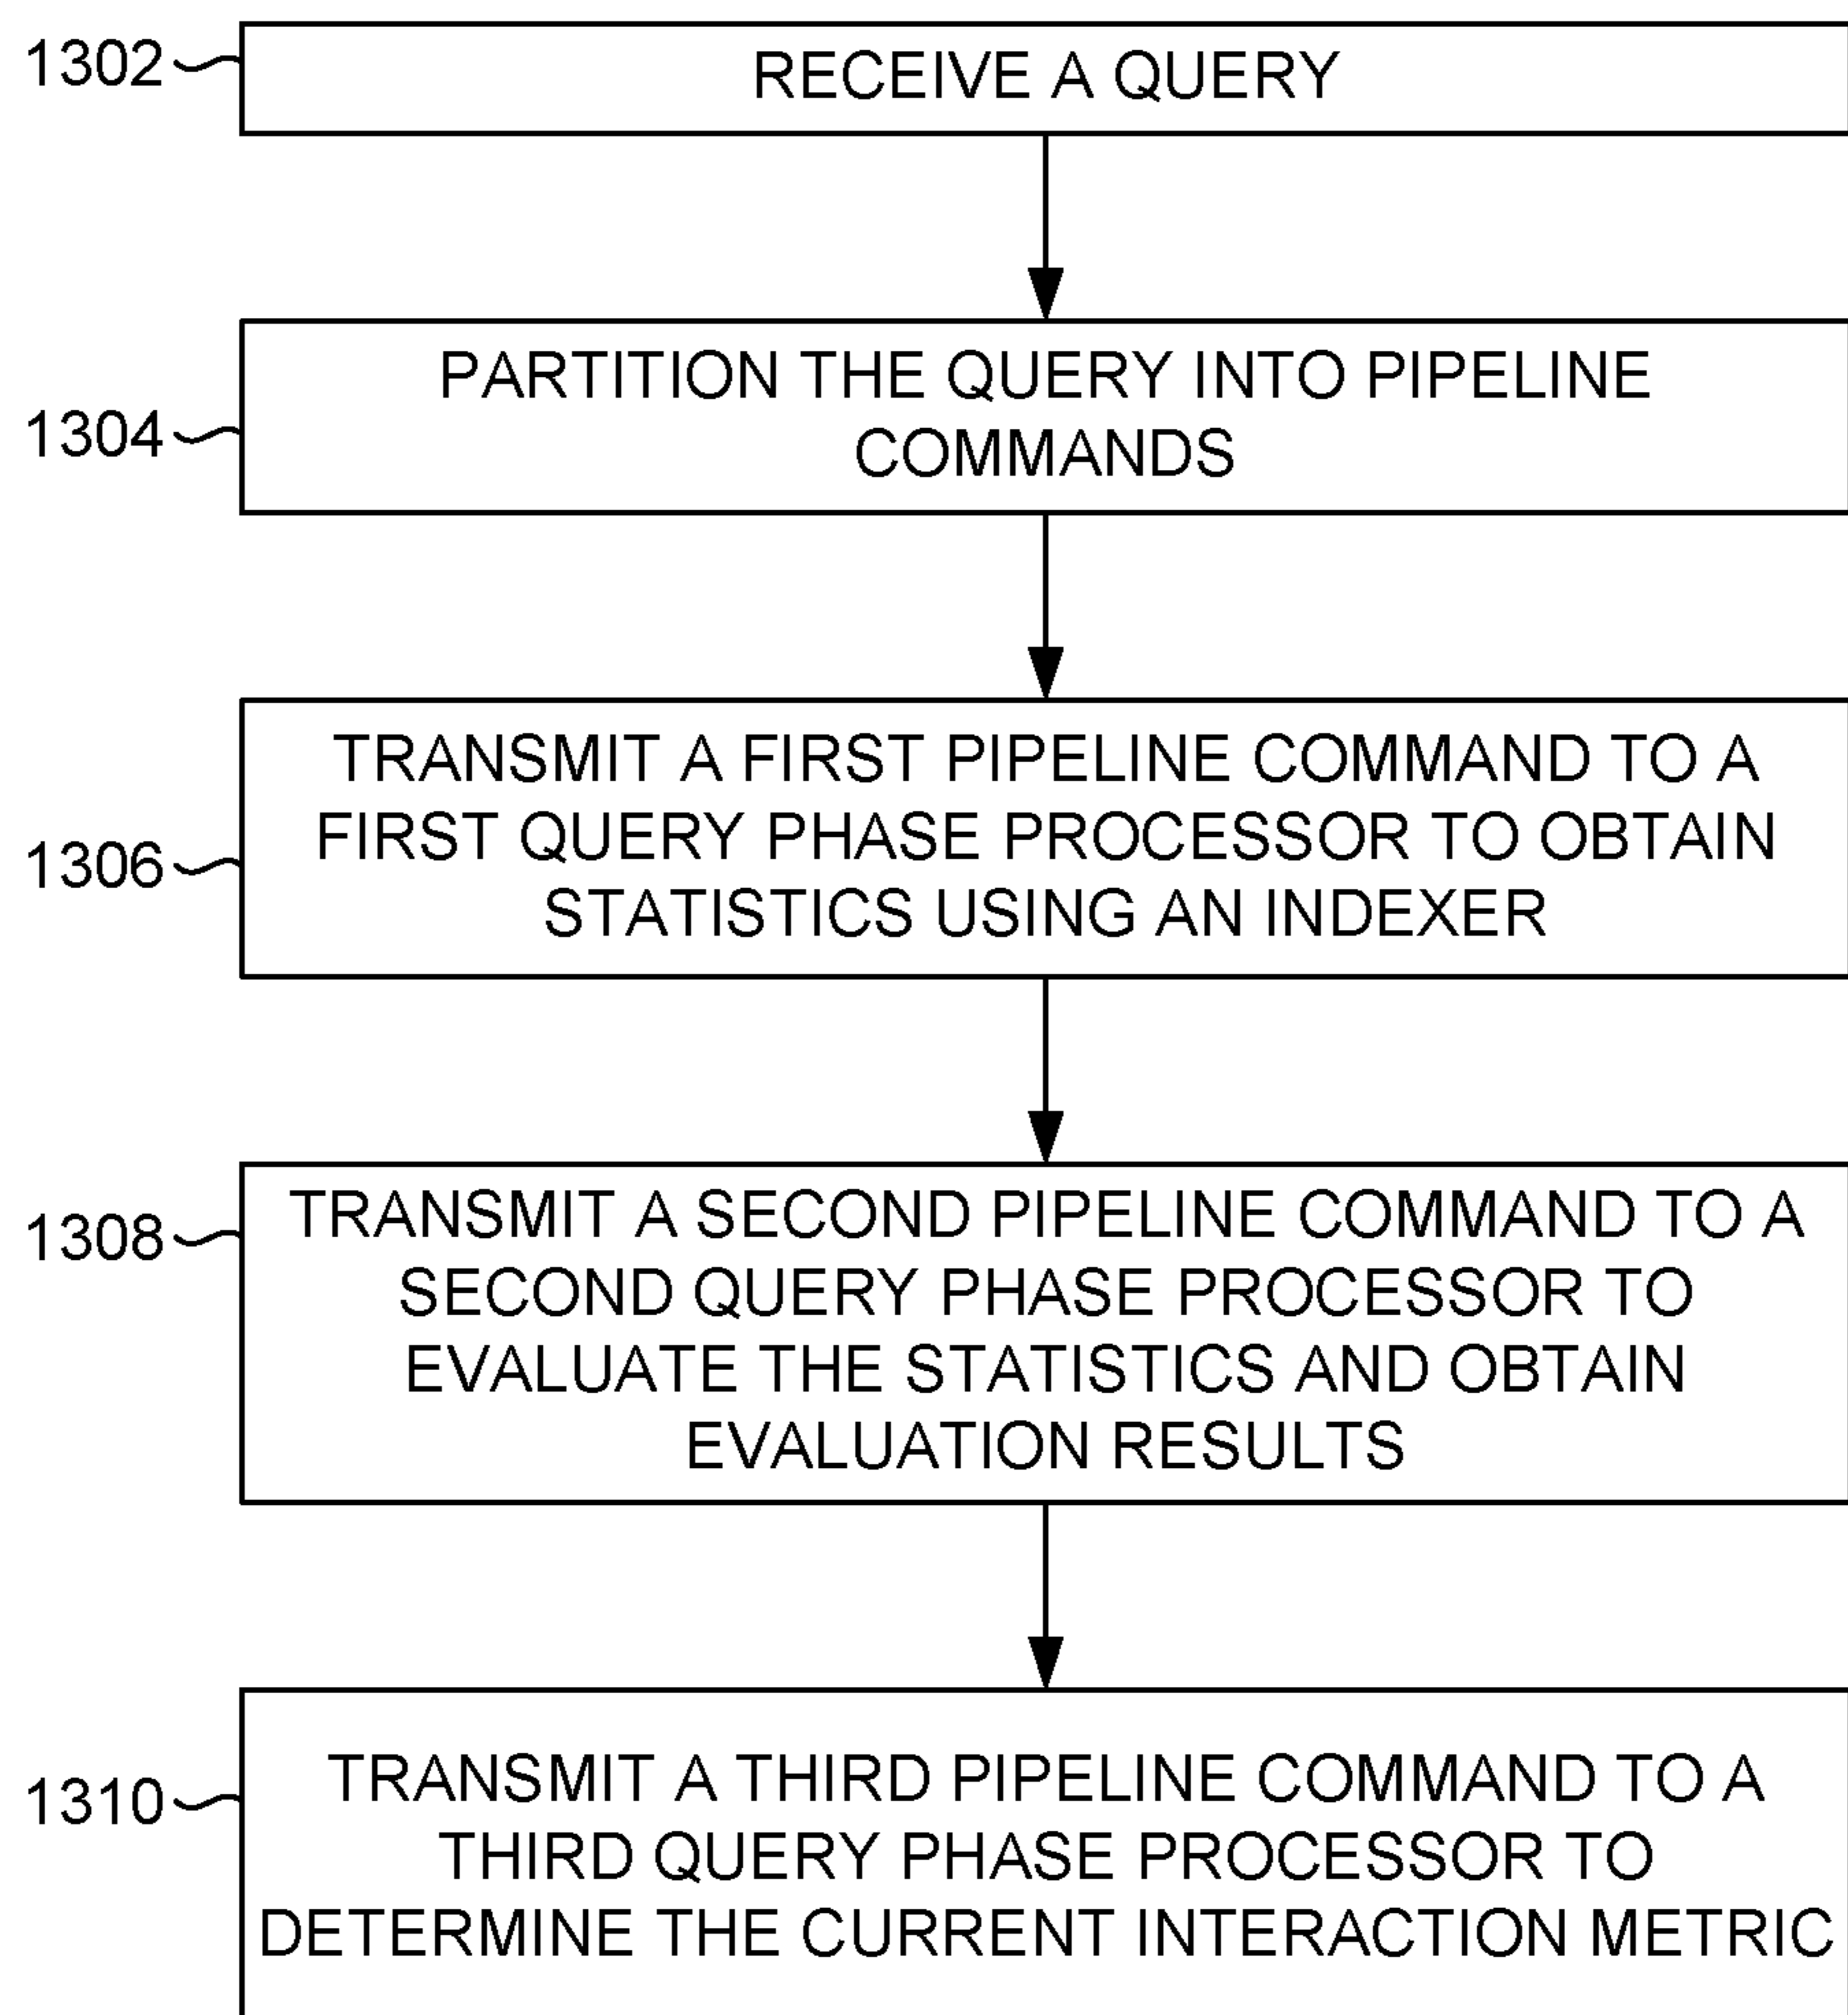 1302
RECEIVE A QUERY
1304
PARTITION THE QUERY INTO PIPELINE
COMMANDS
1306
TRANSMIT A FIRST PIPELINE COMMAND TO A
FIRST QUERY PHASE PROCESSOR TO OBTAIN
STATISTICS USING AN INDEXER
1308
TRANSMIT A SECOND PIPELINE COMMAND TO A
SECOND QUERY PHASE PROCESSOR TO
EVALUATE THE STATISTICS AND OBTAIN
EVALUATION RESULTS
1310
TRANSMIT A THIRD PIPELINE COMMAND TO A
THIRD QUERY PHASE PROCESSOR TO
DETERMINE THE CURRENT INTERACTION METRIC